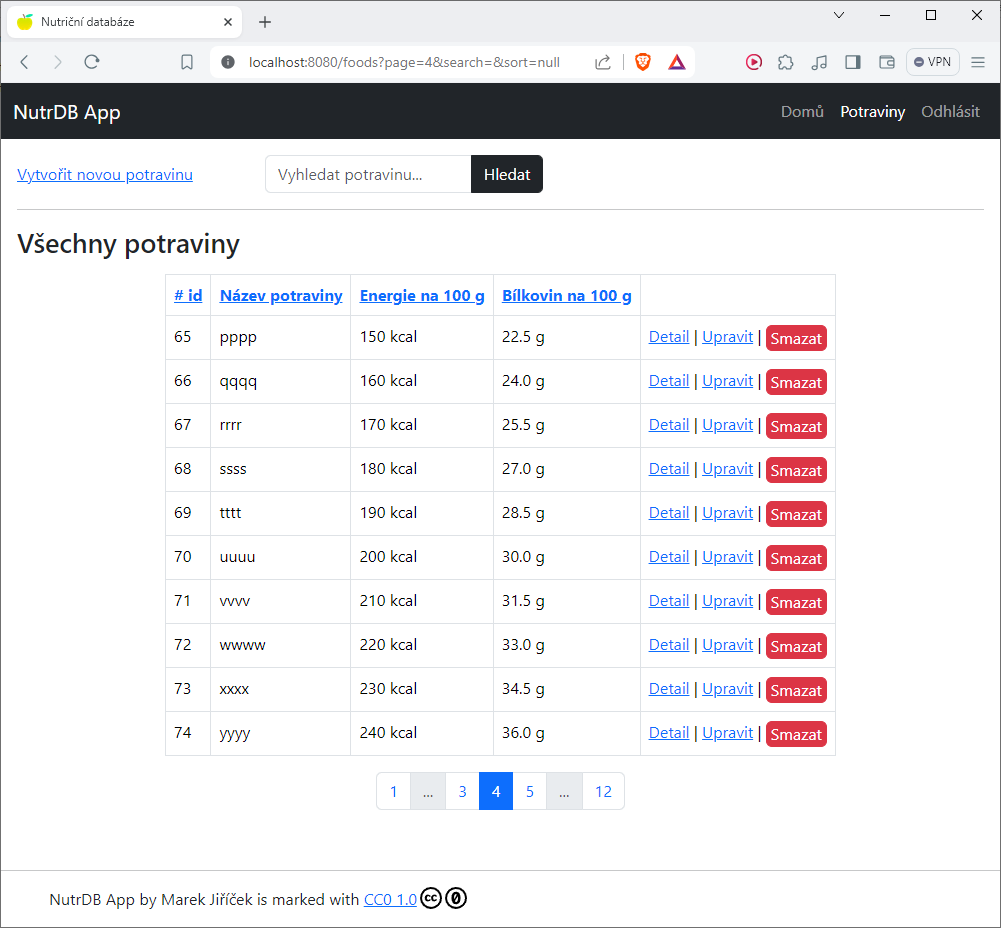 Nutriční databáze
localhost:8080/foods?page=4&search=&sort=null
VPN
NutrDB App Domů Potraviny Odhlásit
Vytvořit novou potravinu Vyhledat potravinu... Hledat
Všechny potraviny
# id Název potraviny Energie na 100 g Bílkovin na 100 g
65 pppp 150 kcal 22.5 g Detail | Upravit | Smazat
66 qqqq 160 kcal 24.0 g Detail | Upravit | Smazat
67 rrrr 170 kcal 25.5 g Detail | Upravit | Smazat
68 ssss 180 kcal 27.0 g Detail | Upravit | Smazat
69 tttt 190 kcal 28.5 g Detail | Upravit | Smazat
70 uuuu 200 kcal 30.0 g Detail | Upravit | Smazat
71 vvvv 210 kcal 31.5 g Detail | Upravit | Smazat
72 wwww 220 kcal 33.0 g Detail | Upravit | Smazat
73 xxxx 230 kcal 34.5 g Detail | Upravit | Smazat
74 yyyy 240 kcal 36.0 g Detail | Upravit | Smazat
1 ... 3 4 5 ... 12
NutrDB App by Marek Jiříček is marked with CC0 1.0 cc 0